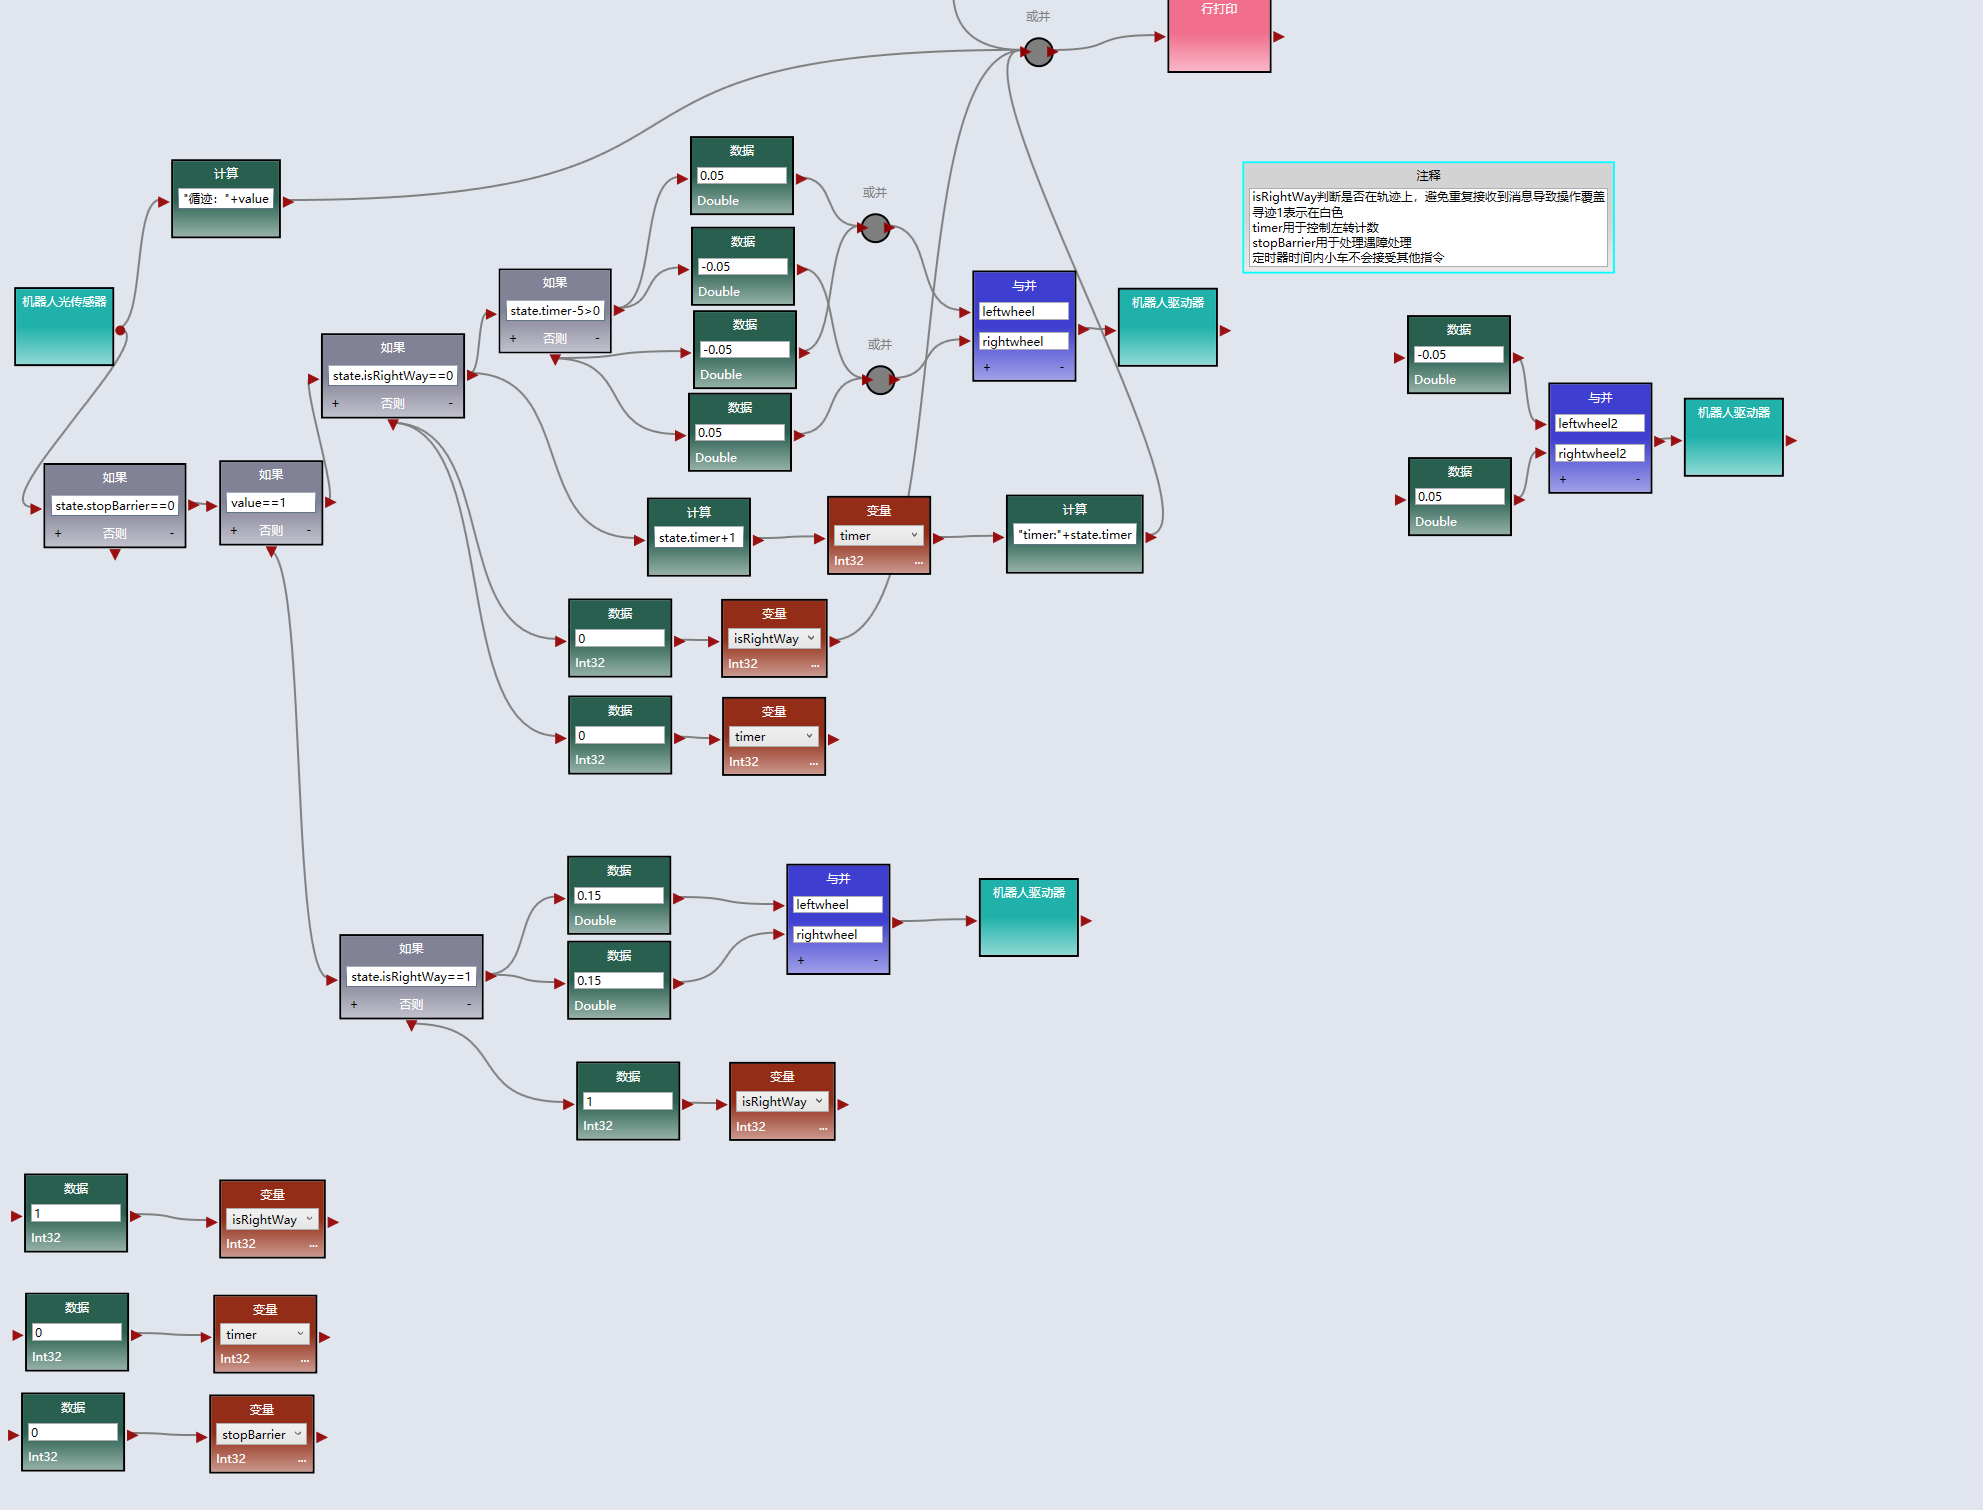 或并
行打印
计算
"循迹："+value
数据
0.05
Double
或并
数据
-0.05
Double
注释
isRightWay判断是否在轨迹上，避免重复接收到消息导致操作覆盖
寻迹1表示在白色
timer用于控制左转计数
stopBarrier用于处理遇障处理
定时器时间内小车不会接受其他指令
机器人光传感器
如果
state.timer-5>0
+ 否则 -
数据
-0.05
Double
或并
与并
leftwheel
rightwheel
+ -
机器人驱动器
如果
state.isRightWay==0
+ 否则 -
数据
0.05
Double
数据
-0.05
Double
与并
leftwheel2
rightwheel2
+ -
机器人驱动器
数据
0.05
Double
如果
state.stopBarrier==0
+ 否则 -
如果
value==1
+ 否则 -
计算
state.timer+1
变量
timer
Int32 ...
计算
"timer:"+state.timer
数据
0
Int32
变量
isRightWay
Int32 ...
数据
0
Int32
变量
timer
Int32 ...
数据
0.15
Double
与并
leftwheel
rightwheel
+ -
机器人驱动器
如果
state.isRightWay==1
+ 否则 -
数据
0.15
Double
数据
1
Int32
变量
isRightWay
Int32 ...
数据
1
Int32
变量
isRightWay
Int32 ...
数据
0
Int32
变量
timer
Int32 ...
数据
0
Int32
变量
stopBarrier
Int32 ...